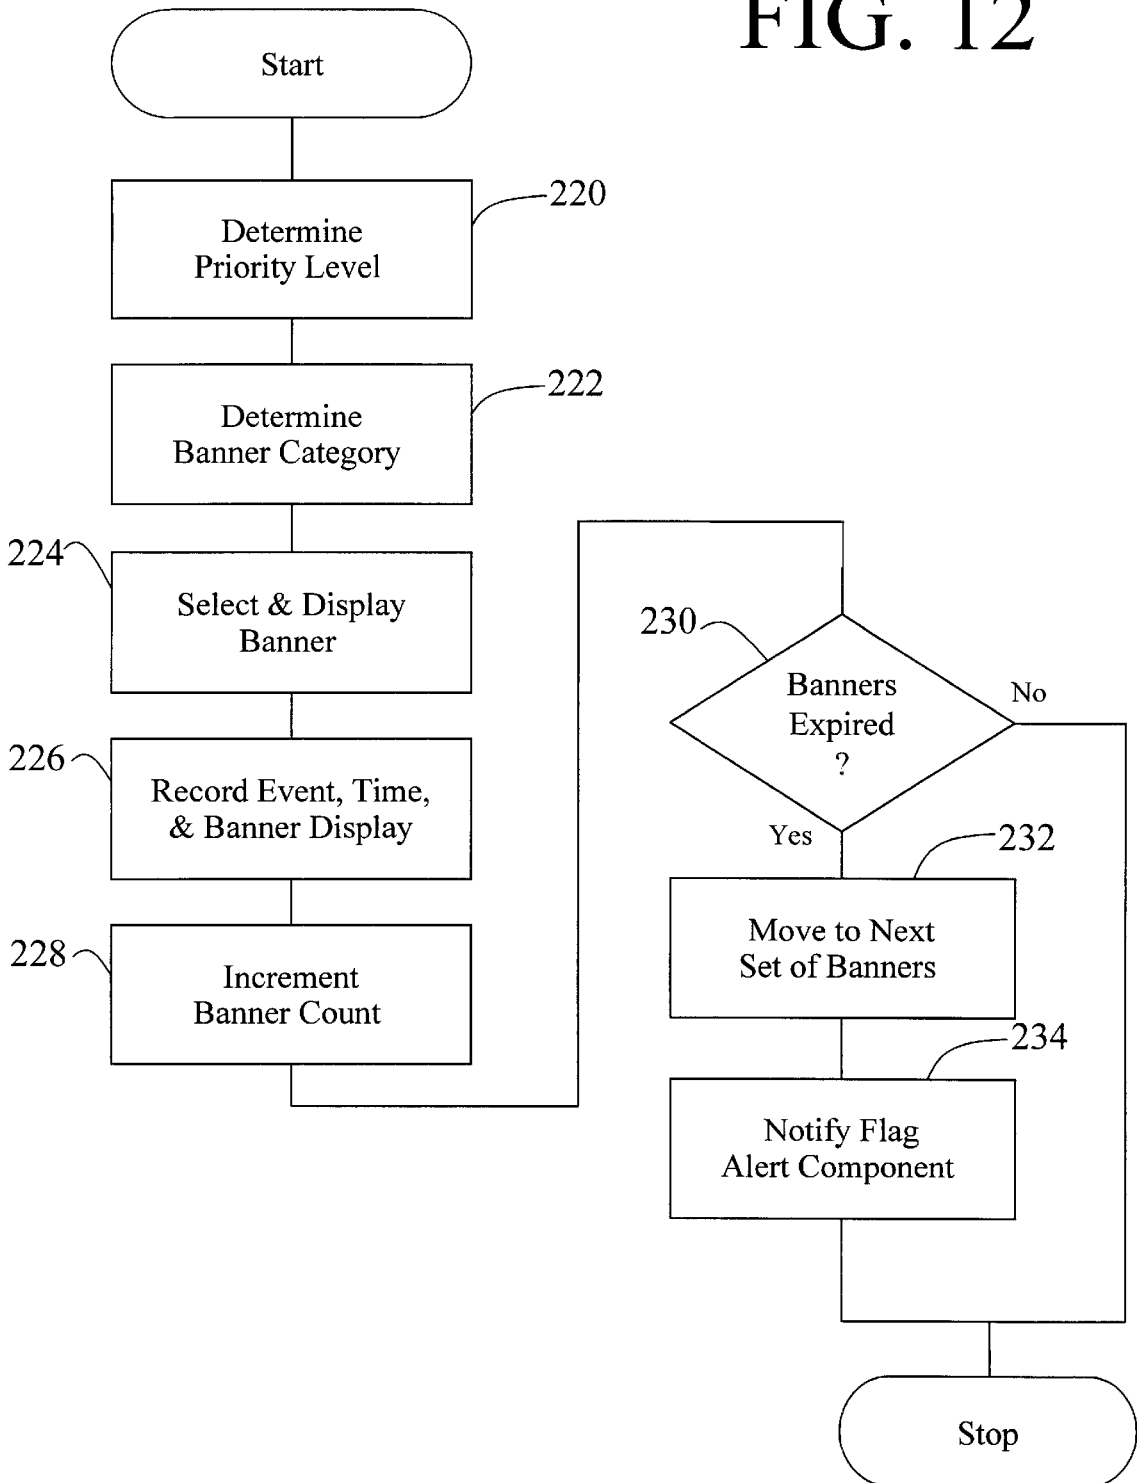 FIG. 12
Start
220
Determine
Priority Level
222
Determine
Banner Category
224
Select & Display
Banner
226
Record Event, Time,
& Banner Display
228
Increment
Banner Count
230
Banners
Expired
?
No
Yes
232
Move to Next
Set of Banners
234
Notify Flag
Alert Component
Stop